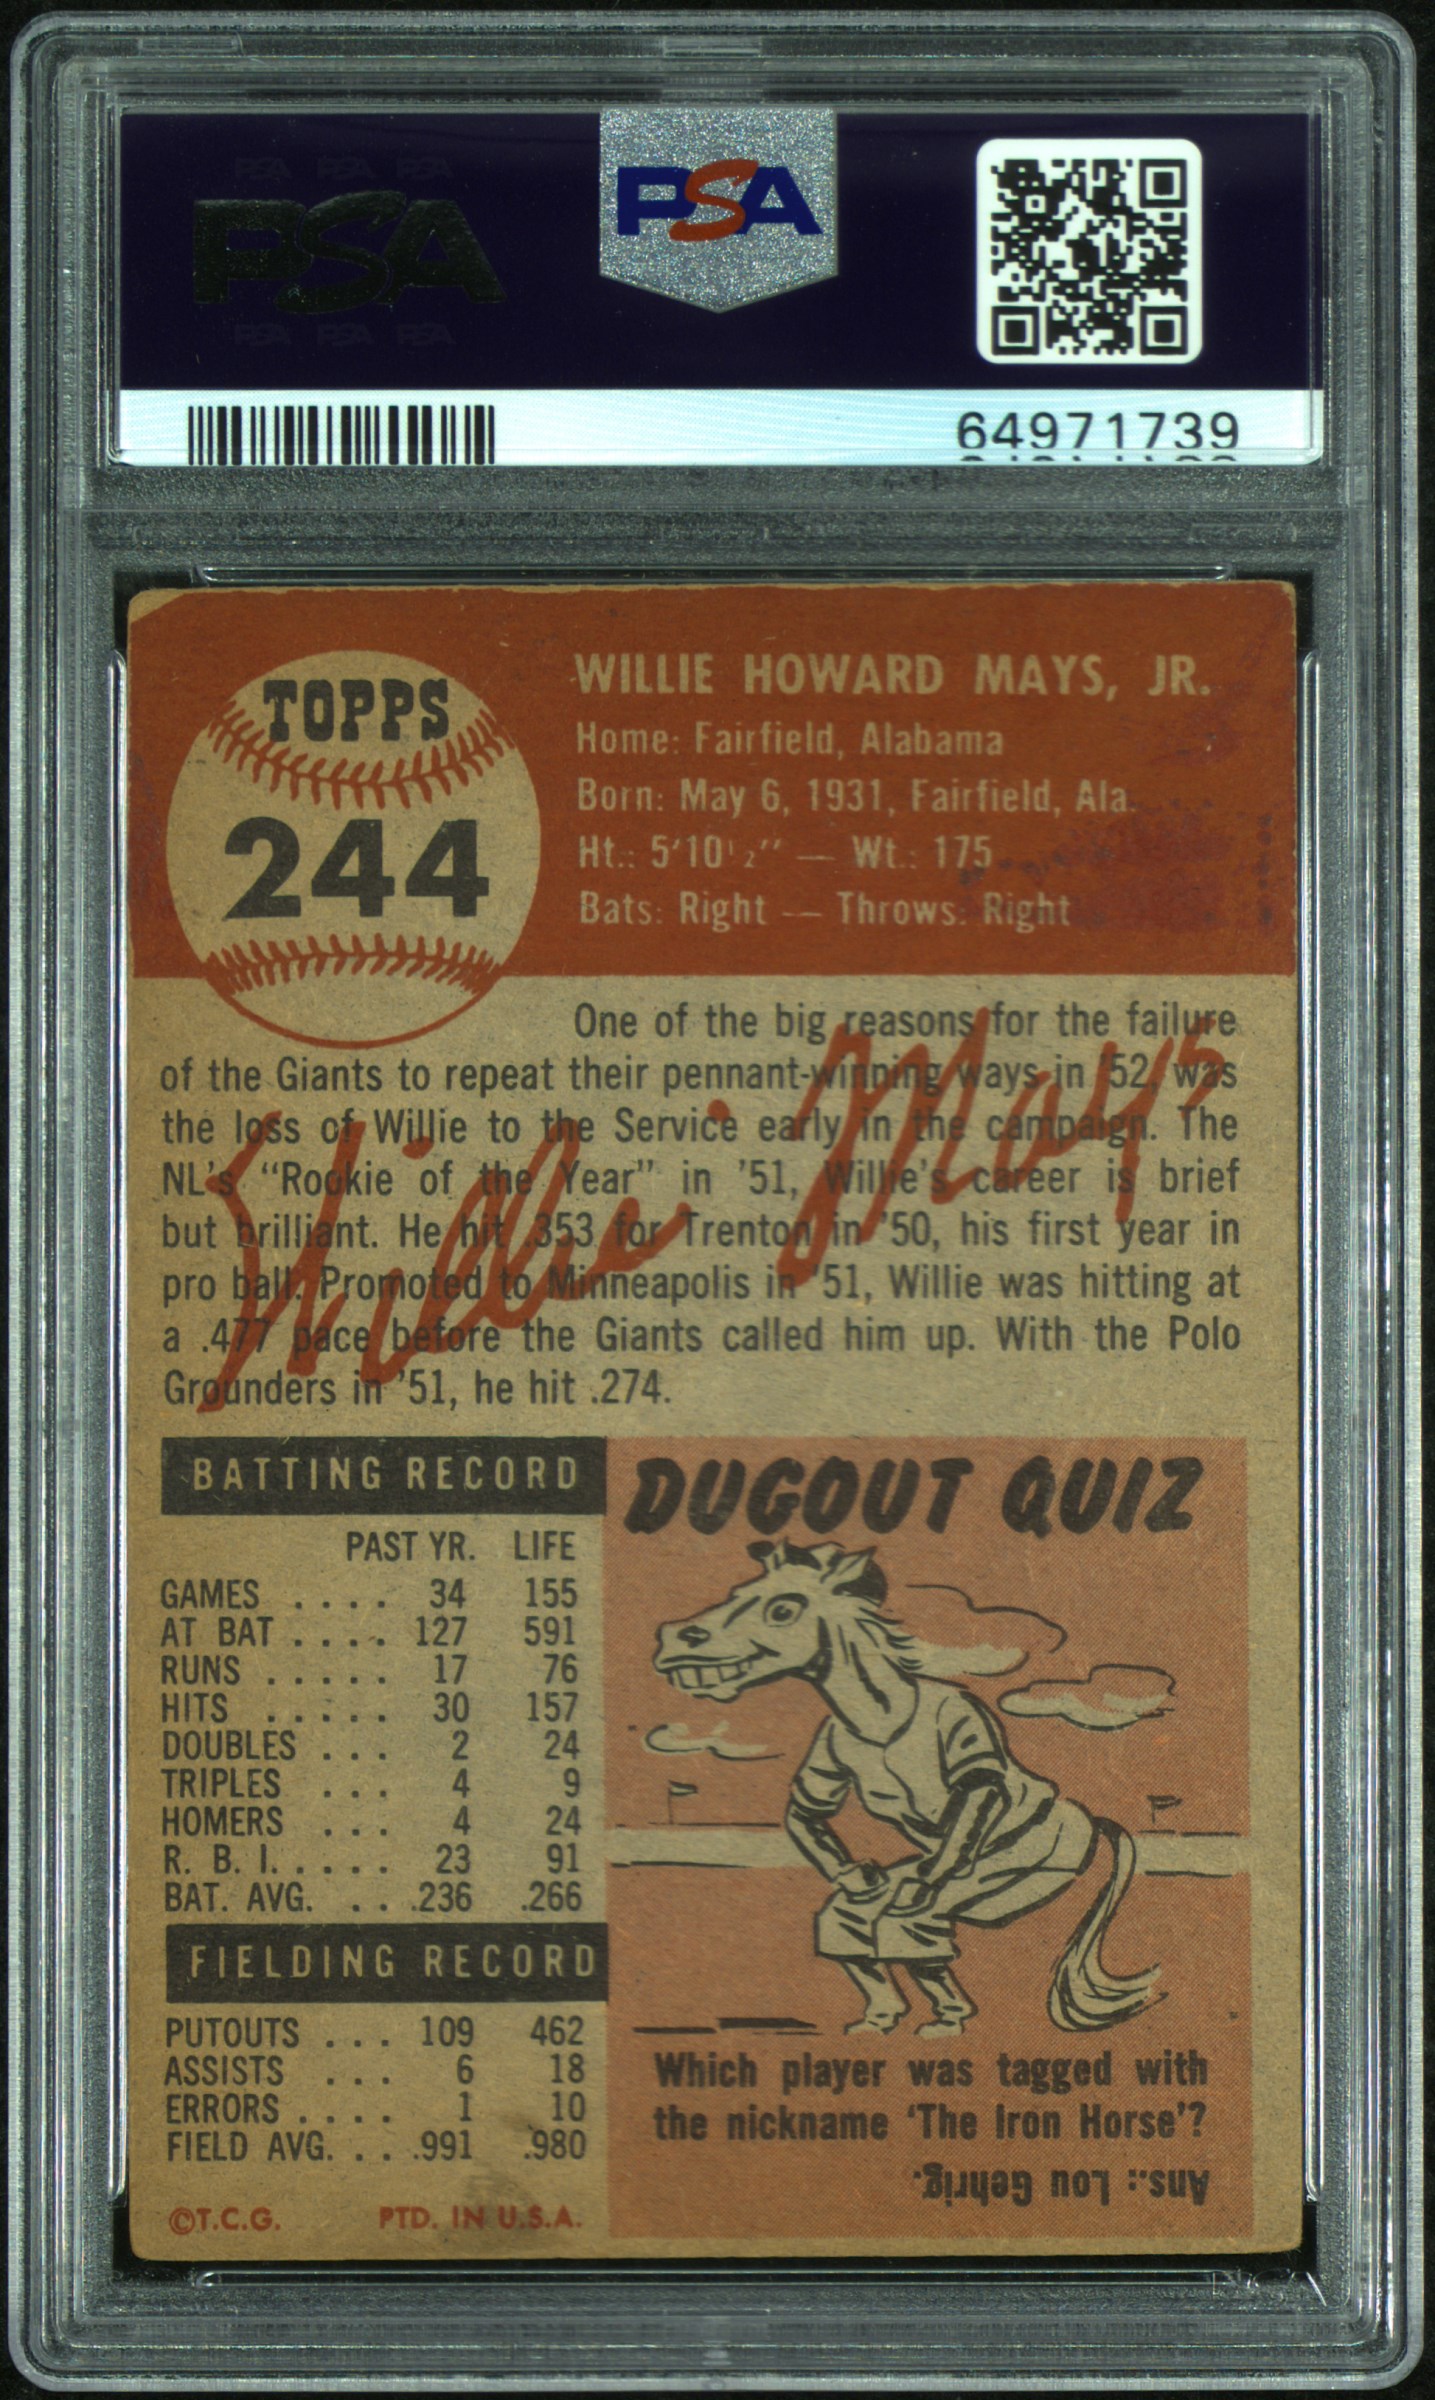 PSA PSA PSA
PSA
PSA PSA PSA
PSA
64971739
TOPPS
244
WILLIE HOWARD MAYS, JR.
Home: Fairfield, Alabama
Born: May 6, 1931, Fairfield, Ala.
Ht.: 5'10½" — Wt.: 175
Bats: Right — Throws: Right
One of the big reasons for the failure
of the Giants to repeat their pennant-winning ways in '52, was
the loss of Willie to the Service early in the campaign. The
NL's "Rookie of the Year" in '51, Willie's career is brief
but brilliant. He hit .353 for Trenton in '50, his first year in
pro ball. Promoted to Minneapolis in '51, Willie was hitting at
a .477 pace before the Giants called him up. With the Polo
Grounders in '51, he hit .274.
Willie Mays
BATTING RECORD
PAST YR. LIFE
GAMES .... 34 155
AT BAT .... 127 591
RUNS ..... 17 76
HITS ..... 30 157
DOUBLES ... 2 24
TRIPLES ... 4 9
HOMERS ... 4 24
R. B. I. .... 23 91
BAT. AVG. .. .236 .266
FIELDING RECORD
PUTOUTS ... 109 462
ASSISTS ... 6 18
ERRORS .... 1 10
FIELD AVG. .. .991 .980
©T.C.G. PTD. IN U.S.A.
DUGOUT QUIZ
Which player was tagged with
the nickname 'The Iron Horse'?
Ans.: Lou Gehrig.